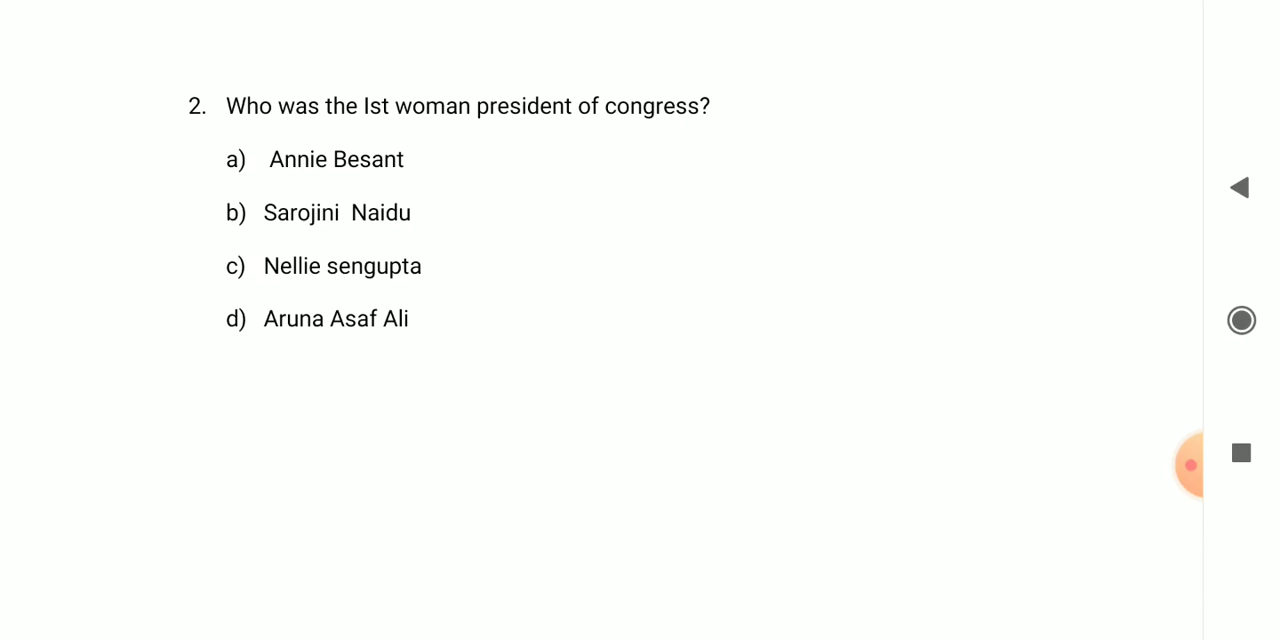 2. Who was the Ist woman president of congress?
a) Annie Besant
b) Sarojini Naidu
c) Nellie sengupta
d) Aruna Asaf Ali